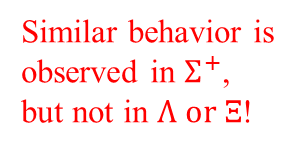 Similar behavior is
observed in Σ⁺,
but not in Λ or Ξ!